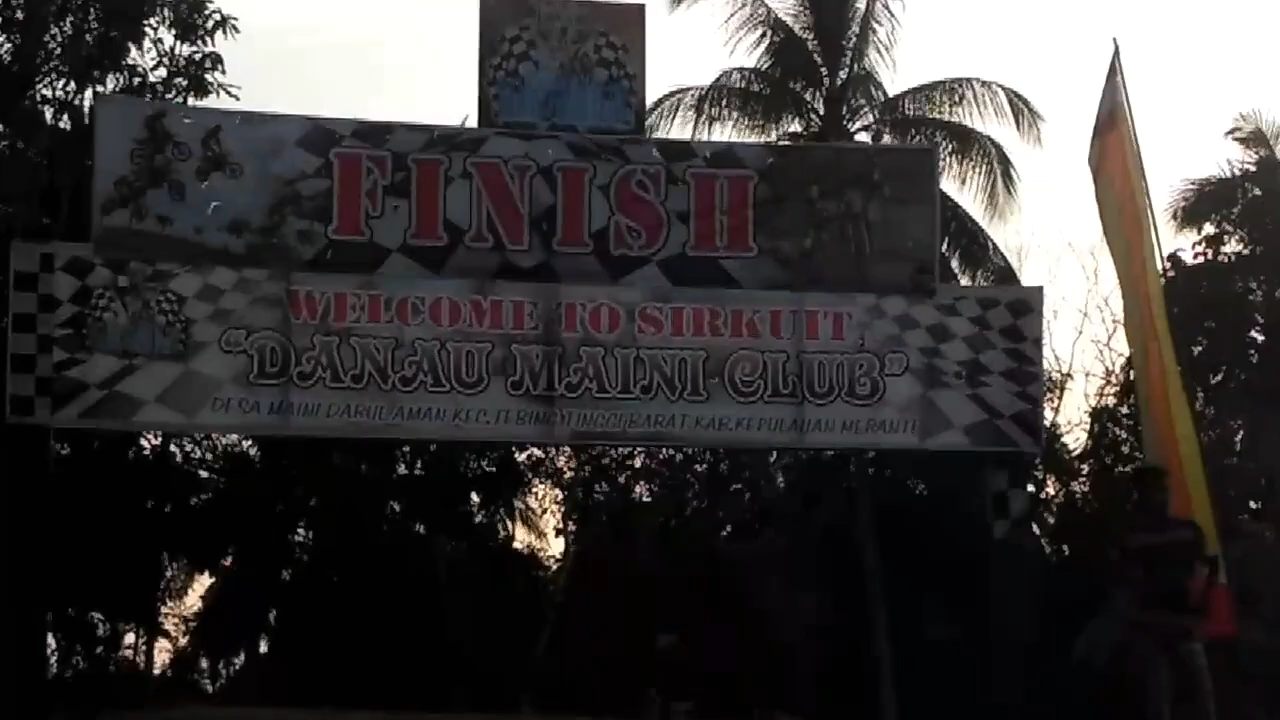 FINISH
WELCOME TO SIRKUIT,
"DANAU MAINI CLUB"
DESA MAINI DARUL AMAN KEC.TEBING TINGGI BARAT KAB.KEPULAUAN MERANTI